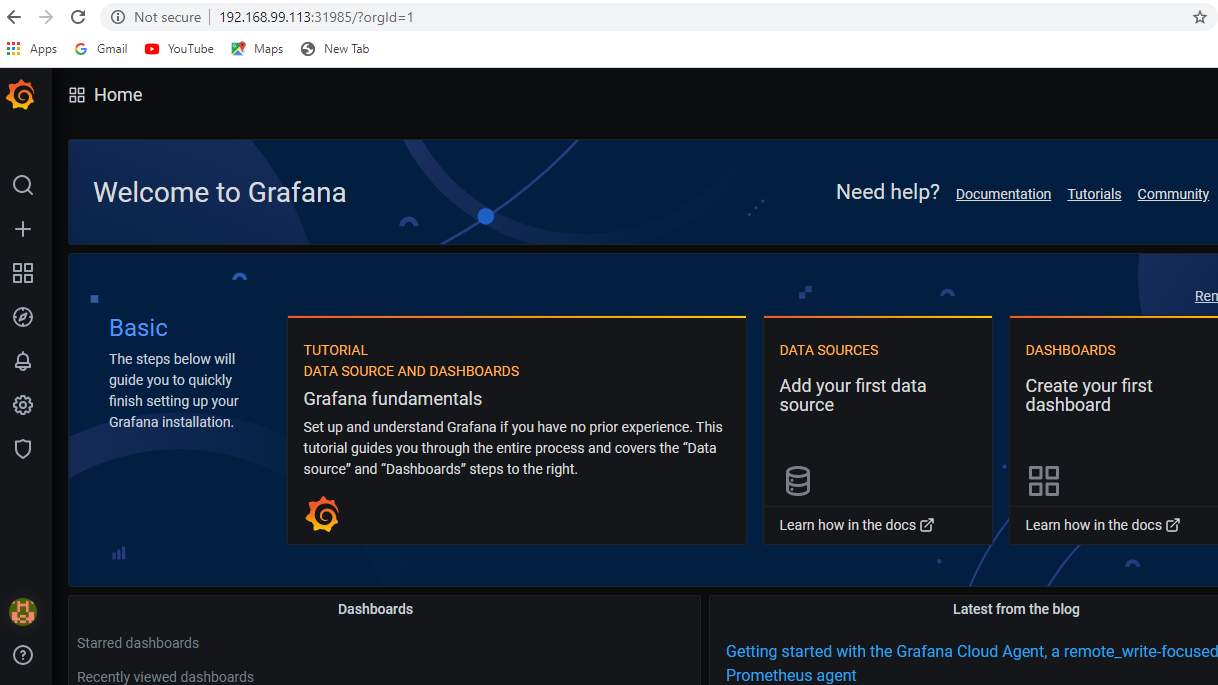 Not secure | 192.168.99.113:31985/?orgId=1
Apps Gmail YouTube Maps New Tab
Home
Welcome to Grafana
Need help? Documentation Tutorials Community
Basic
The steps below will
guide you to quickly
finish setting up your
Grafana installation.
TUTORIAL
DATA SOURCE AND DASHBOARDS
Grafana fundamentals
Set up and understand Grafana if you have no prior experience. This
tutorial guides you through the entire process and covers the “Data
source” and “Dashboards” steps to the right.
DATA SOURCES
Add your first data
source
Learn how in the docs
Rem
DASHBOARDS
Create your first
dashboard
Learn how in the docs
Dashboards
Starred dashboards
Recently viewed dashboards
Latest from the blog
Getting started with the Grafana Cloud Agent, a remote_write-focused
Prometheus agent